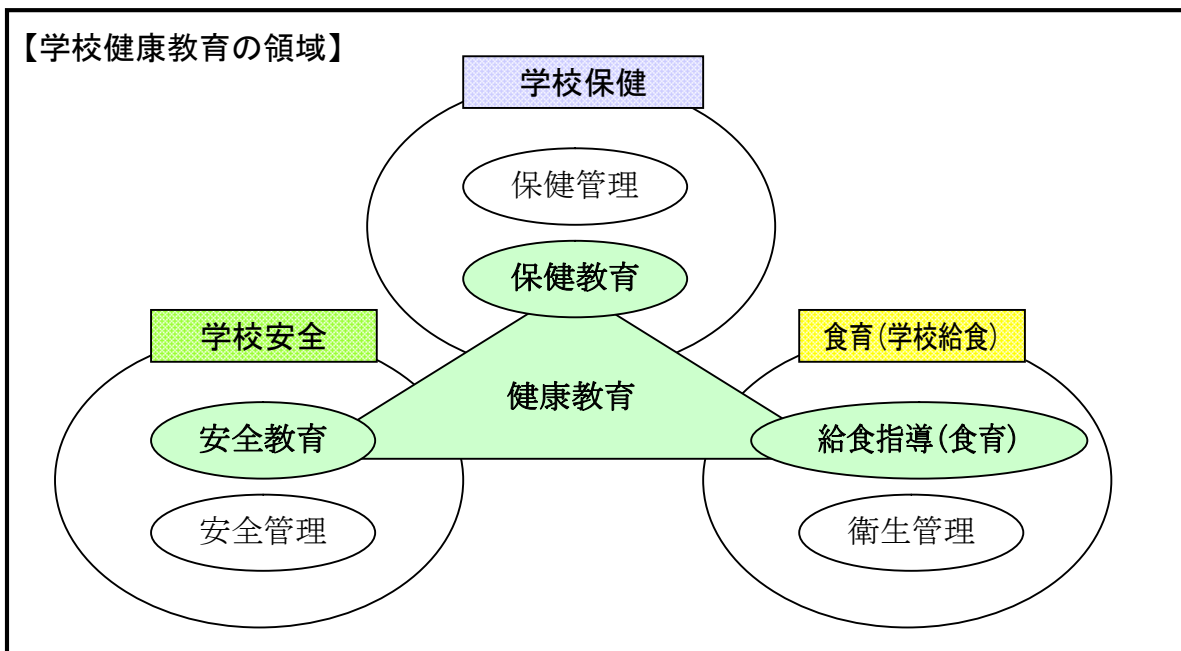 【学校健康教育の領域】
学校保健
保健管理
保健教育
学校安全
食育(学校給食)
健康教育
安全教育
給食指導(食育)
安全管理
衛生管理